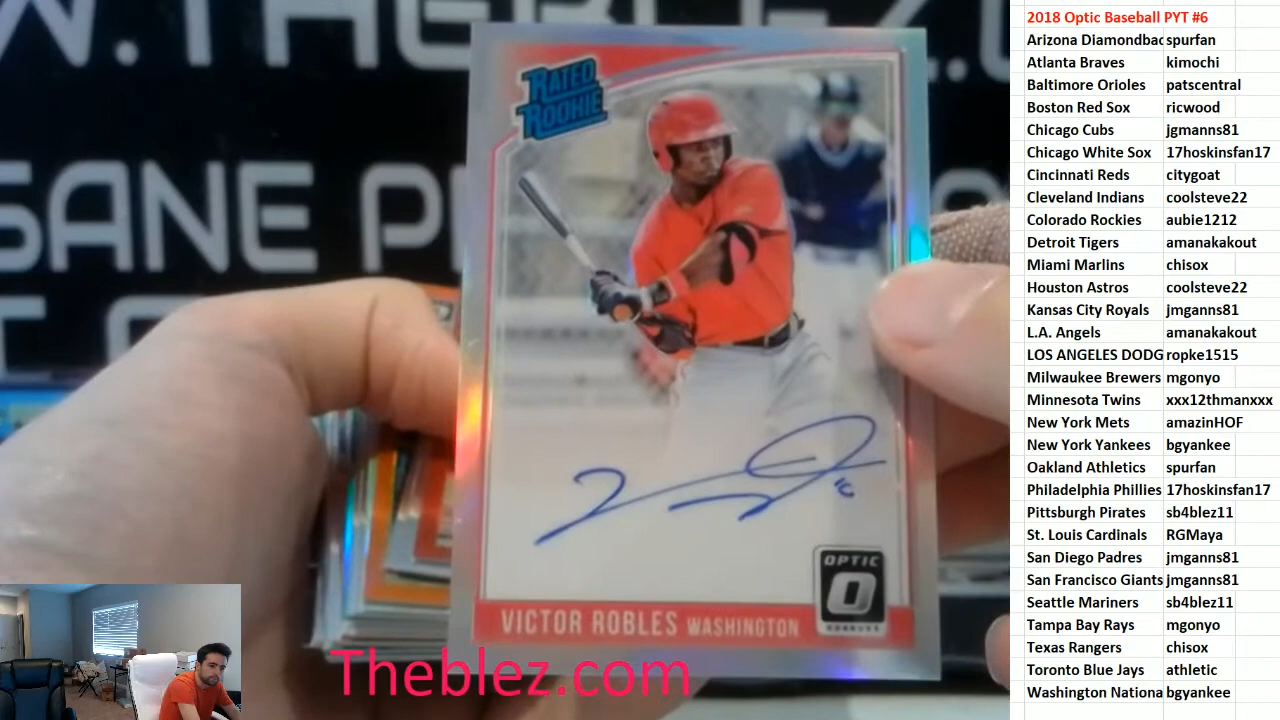 W.THEBLEZ.CO
SANE P
RATED
ROOKIE
OPTIC
O
DONRUSS
VICTOR ROBLES WASHINGTON
Theblez.com
2018 Optic Baseball PYT #6
Arizona Diamondbac spurfan
Atlanta Braves kimochi
Baltimore Orioles patscentral
Boston Red Sox ricwood
Chicago Cubs jgmanns81
Chicago White Sox 17hoskinsfan17
Cincinnati Reds citygoat
Cleveland Indians coolsteve22
Colorado Rockies aubie1212
Detroit Tigers amanakakout
Miami Marlins chisox
Houston Astros coolsteve22
Kansas City Royals jmganns81
L.A. Angels amanakakout
LOS ANGELES DODG ropke1515
Milwaukee Brewers mgonyo
Minnesota Twins xxx12thmanxxx
New York Mets amazinHOF
New York Yankees bgyankee
Oakland Athletics spurfan
Philadelphia Phillies 17hoskinsfan17
Pittsburgh Pirates sb4blez11
St. Louis Cardinals RGMaya
San Diego Padres jmganns81
San Francisco Giants jmganns81
Seattle Mariners sb4blez11
Tampa Bay Rays mgonyo
Texas Rangers chisox
Toronto Blue Jays athletic
Washington Nationa bgyankee